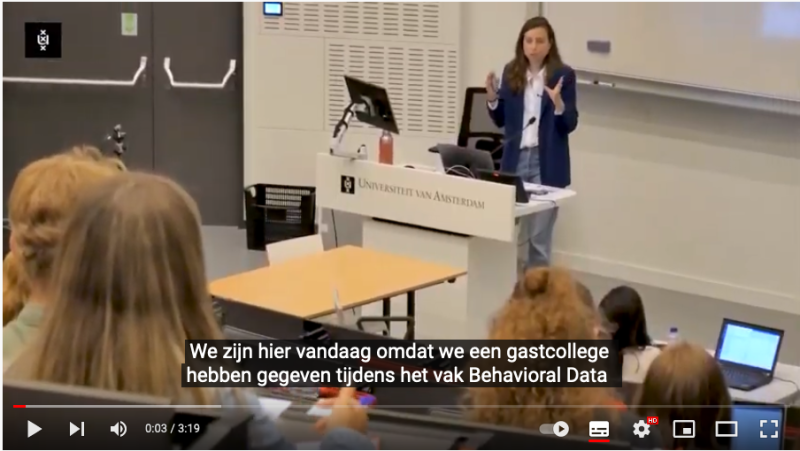 UNIVERSITEIT VAN AMSTERDAM
We zijn hier vandaag omdat we een gastcollege
hebben gegeven tijdens het vak Behavioral Data
0:03 / 3:19
HD